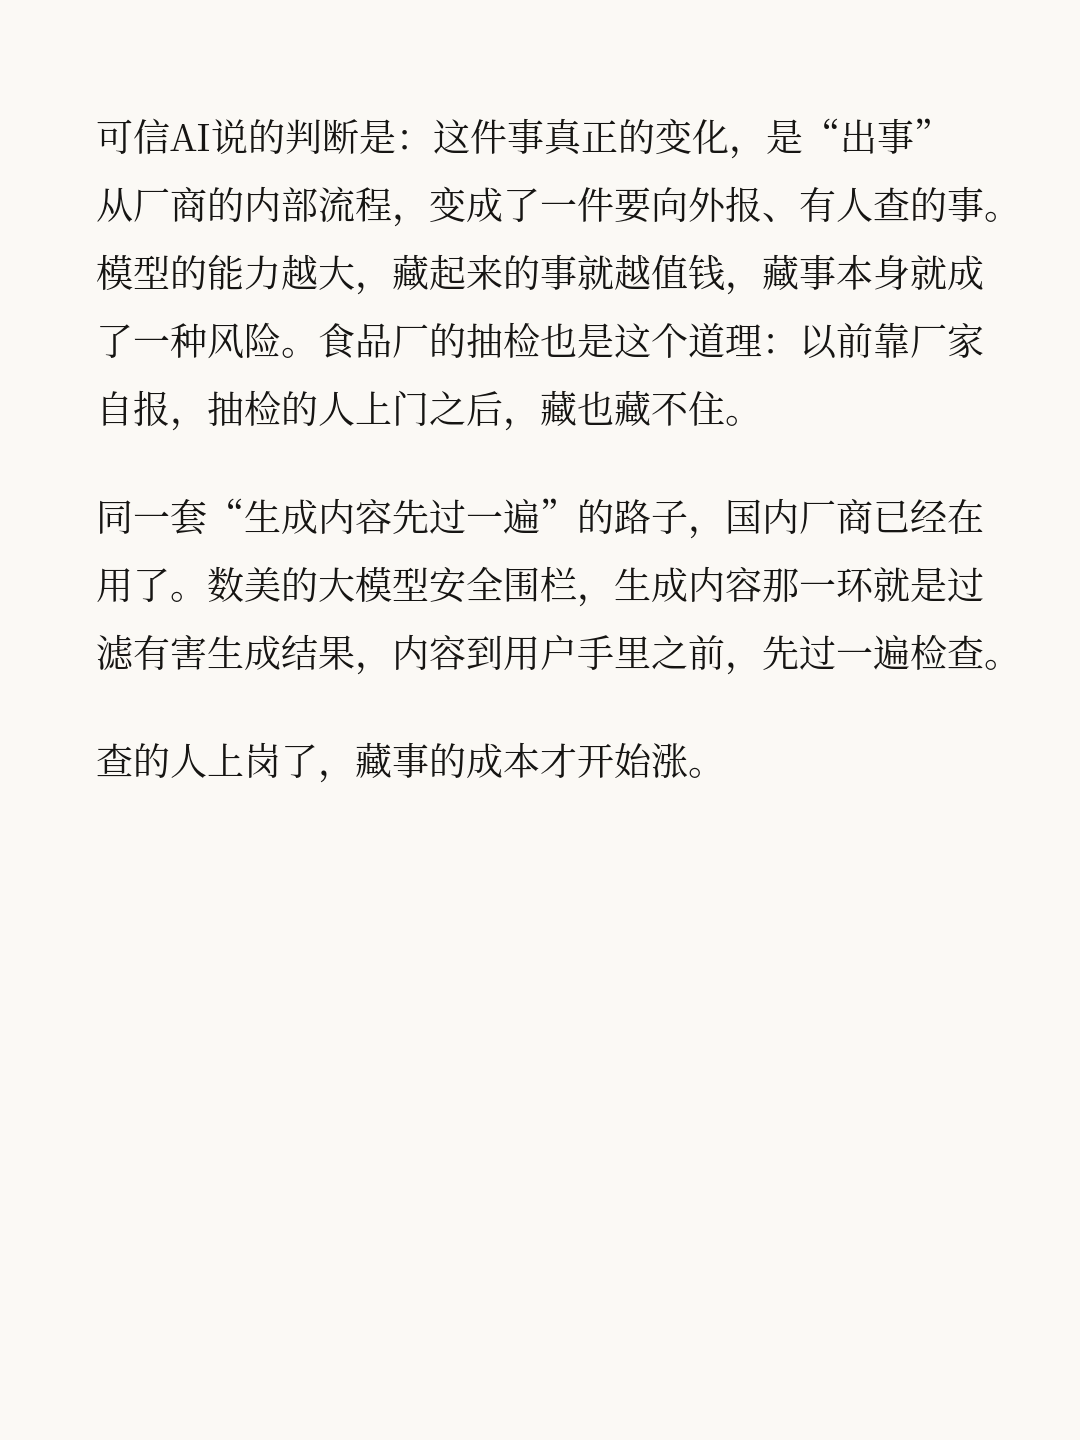 可信AI说的判断是：这件事真正的变化，是“出事”
从厂商的内部流程，变成了一件要向外报、有人查的事。
模型的能力越大，藏起来的事就越值钱，藏事本身就成
了一种风险。食品厂的抽检也是这个道理：以前靠厂家
自报，抽检的人上门之后，藏也藏不住。
同一套“生成内容先过一遍”的路子，国内厂商已经在
用了。数美的大模型安全围栏，生成内容那一环就是过
滤有害生成结果，内容到用户手里之前，先过一遍检查。
查的人上岗了，藏事的成本才开始涨。